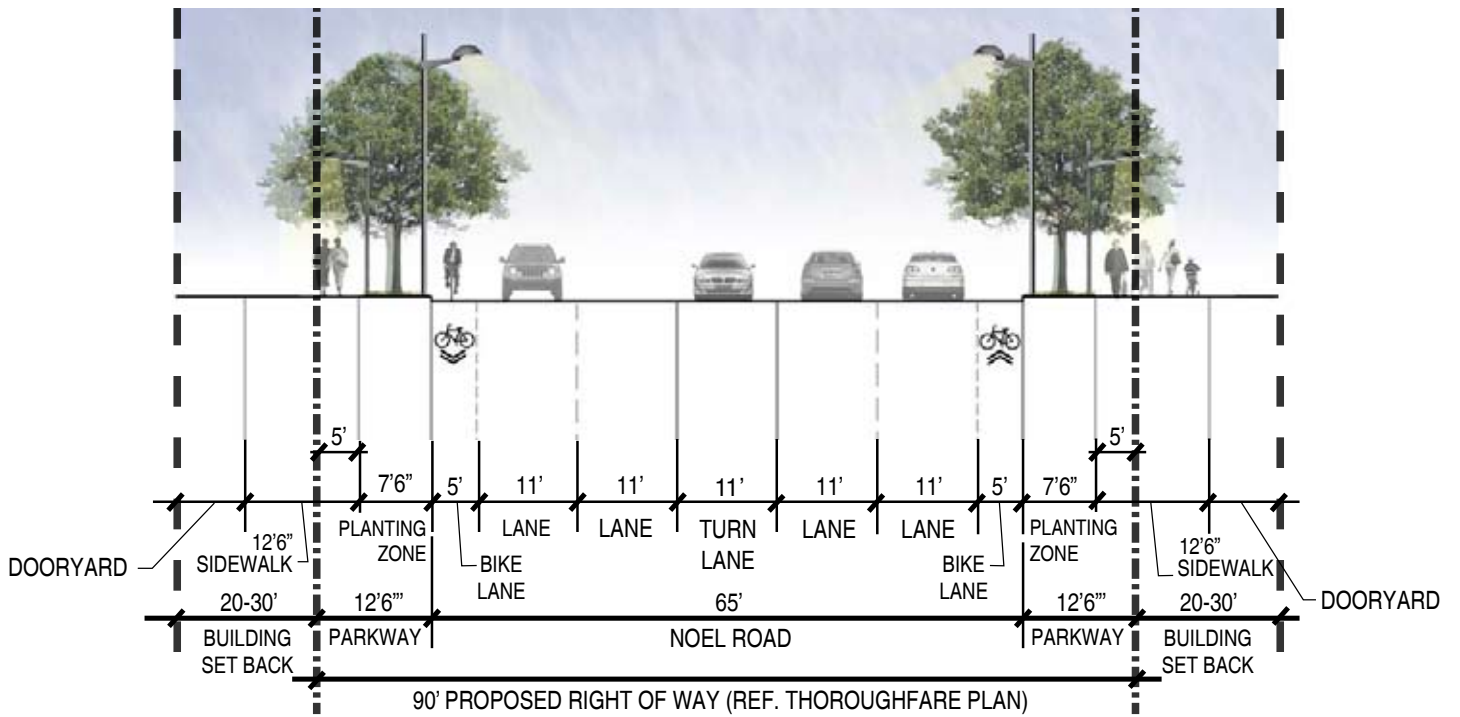 5'
5'
7'6"
5'
11'
11'
11'
11'
11'
5'
7'6"
DOORYARD
12'6"
SIDEWALK
PLANTING
ZONE
BIKE
LANE
LANE
LANE
TURN
LANE
LANE
LANE
BIKE
LANE
PLANTING
ZONE
12'6"
SIDEWALK
DOORYARD
20-30'
12'6'"
65'
12'6'"
20-30'
BUILDING
SET BACK
PARKWAY
NOEL ROAD
PARKWAY
BUILDING
SET BACK
90' PROPOSED RIGHT OF WAY (REF. THOROUGHFARE PLAN)